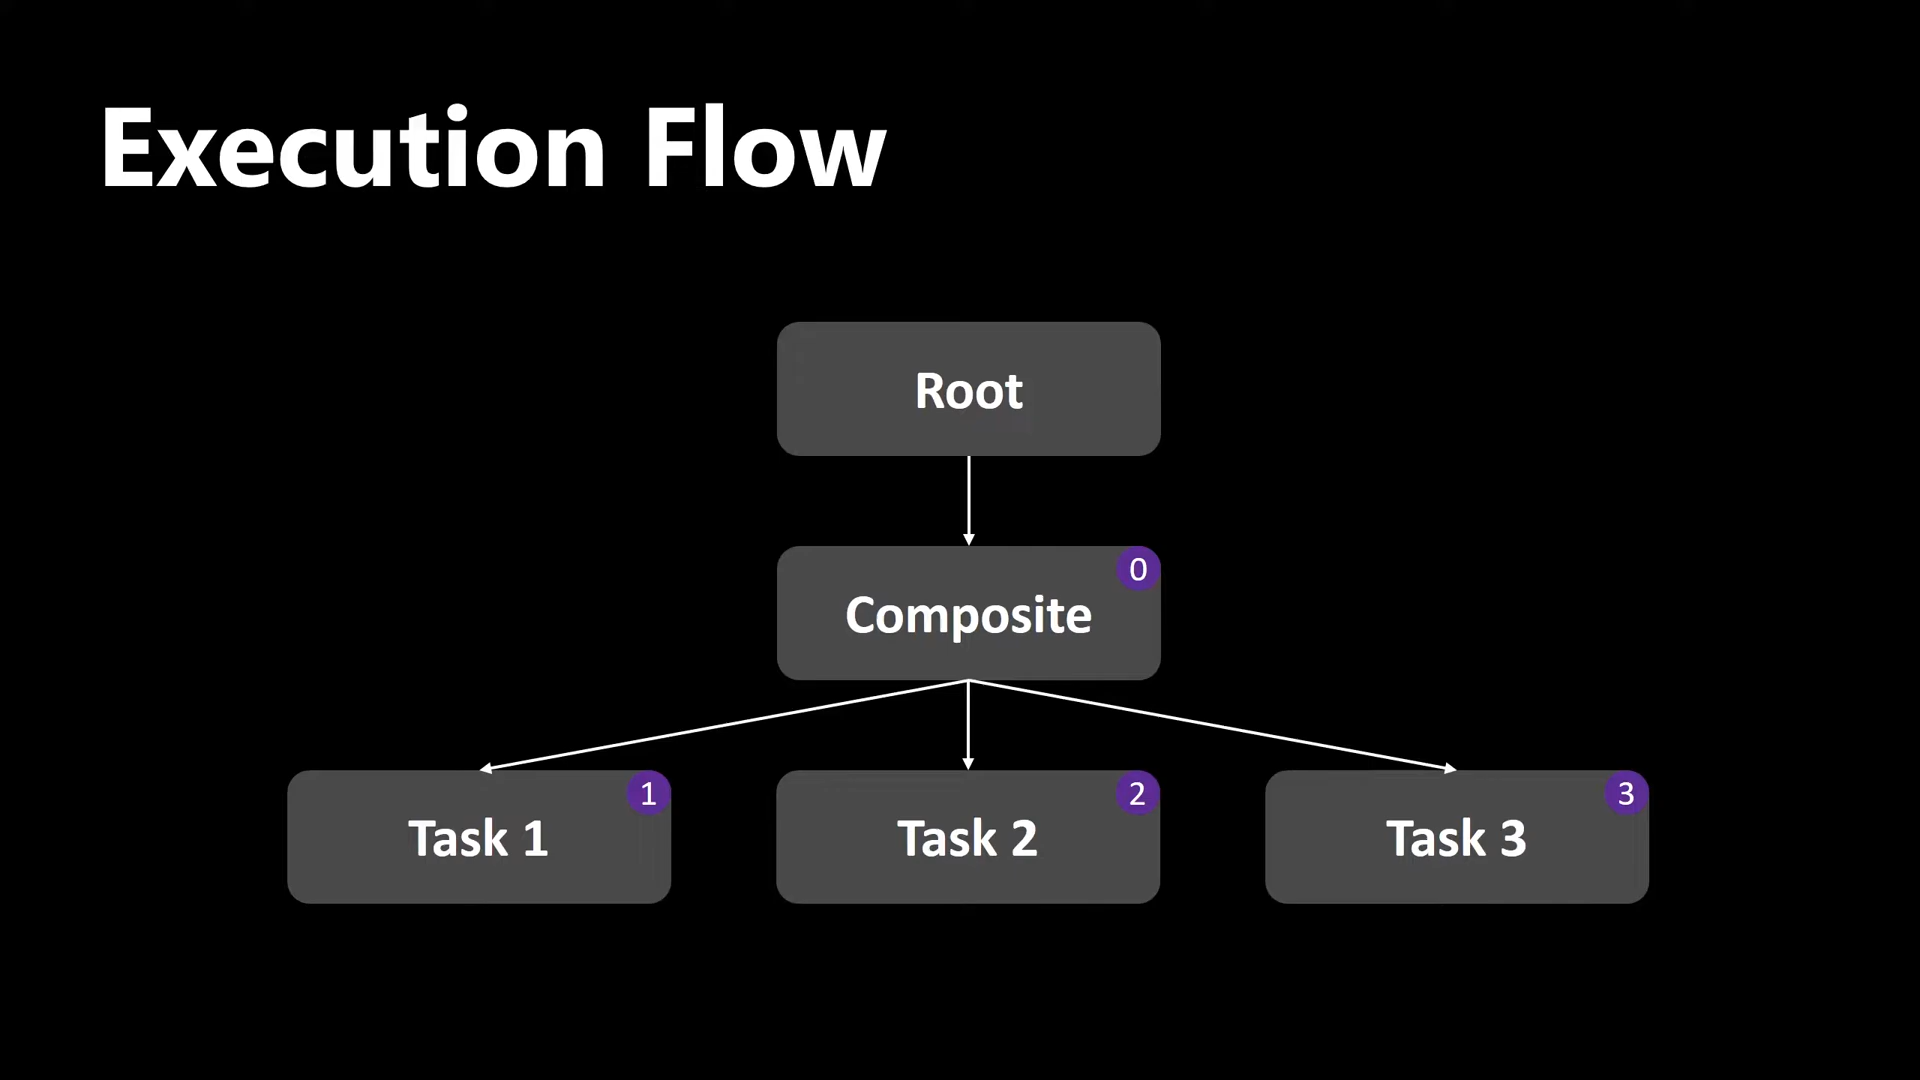 Execution Flow
Root
0
Composite
1
Task 1
2
Task 2
3
Task 3